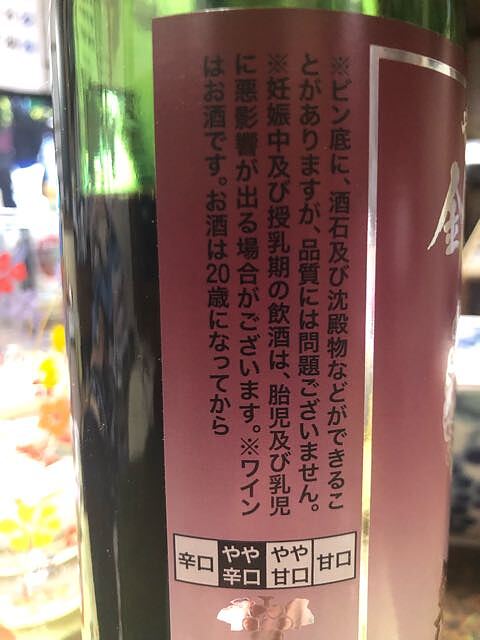 ※ビン底に、酒石及び沈殿物などができるこ
とがありますが、品質には問題ございません。
※妊娠中及び授乳期の飲酒は、胎児及び乳児
に悪影響が出る場合がございます。※ワイン
はお酒です。お酒は20歳になってから
辛口
やや辛口
やや甘口
甘口
金